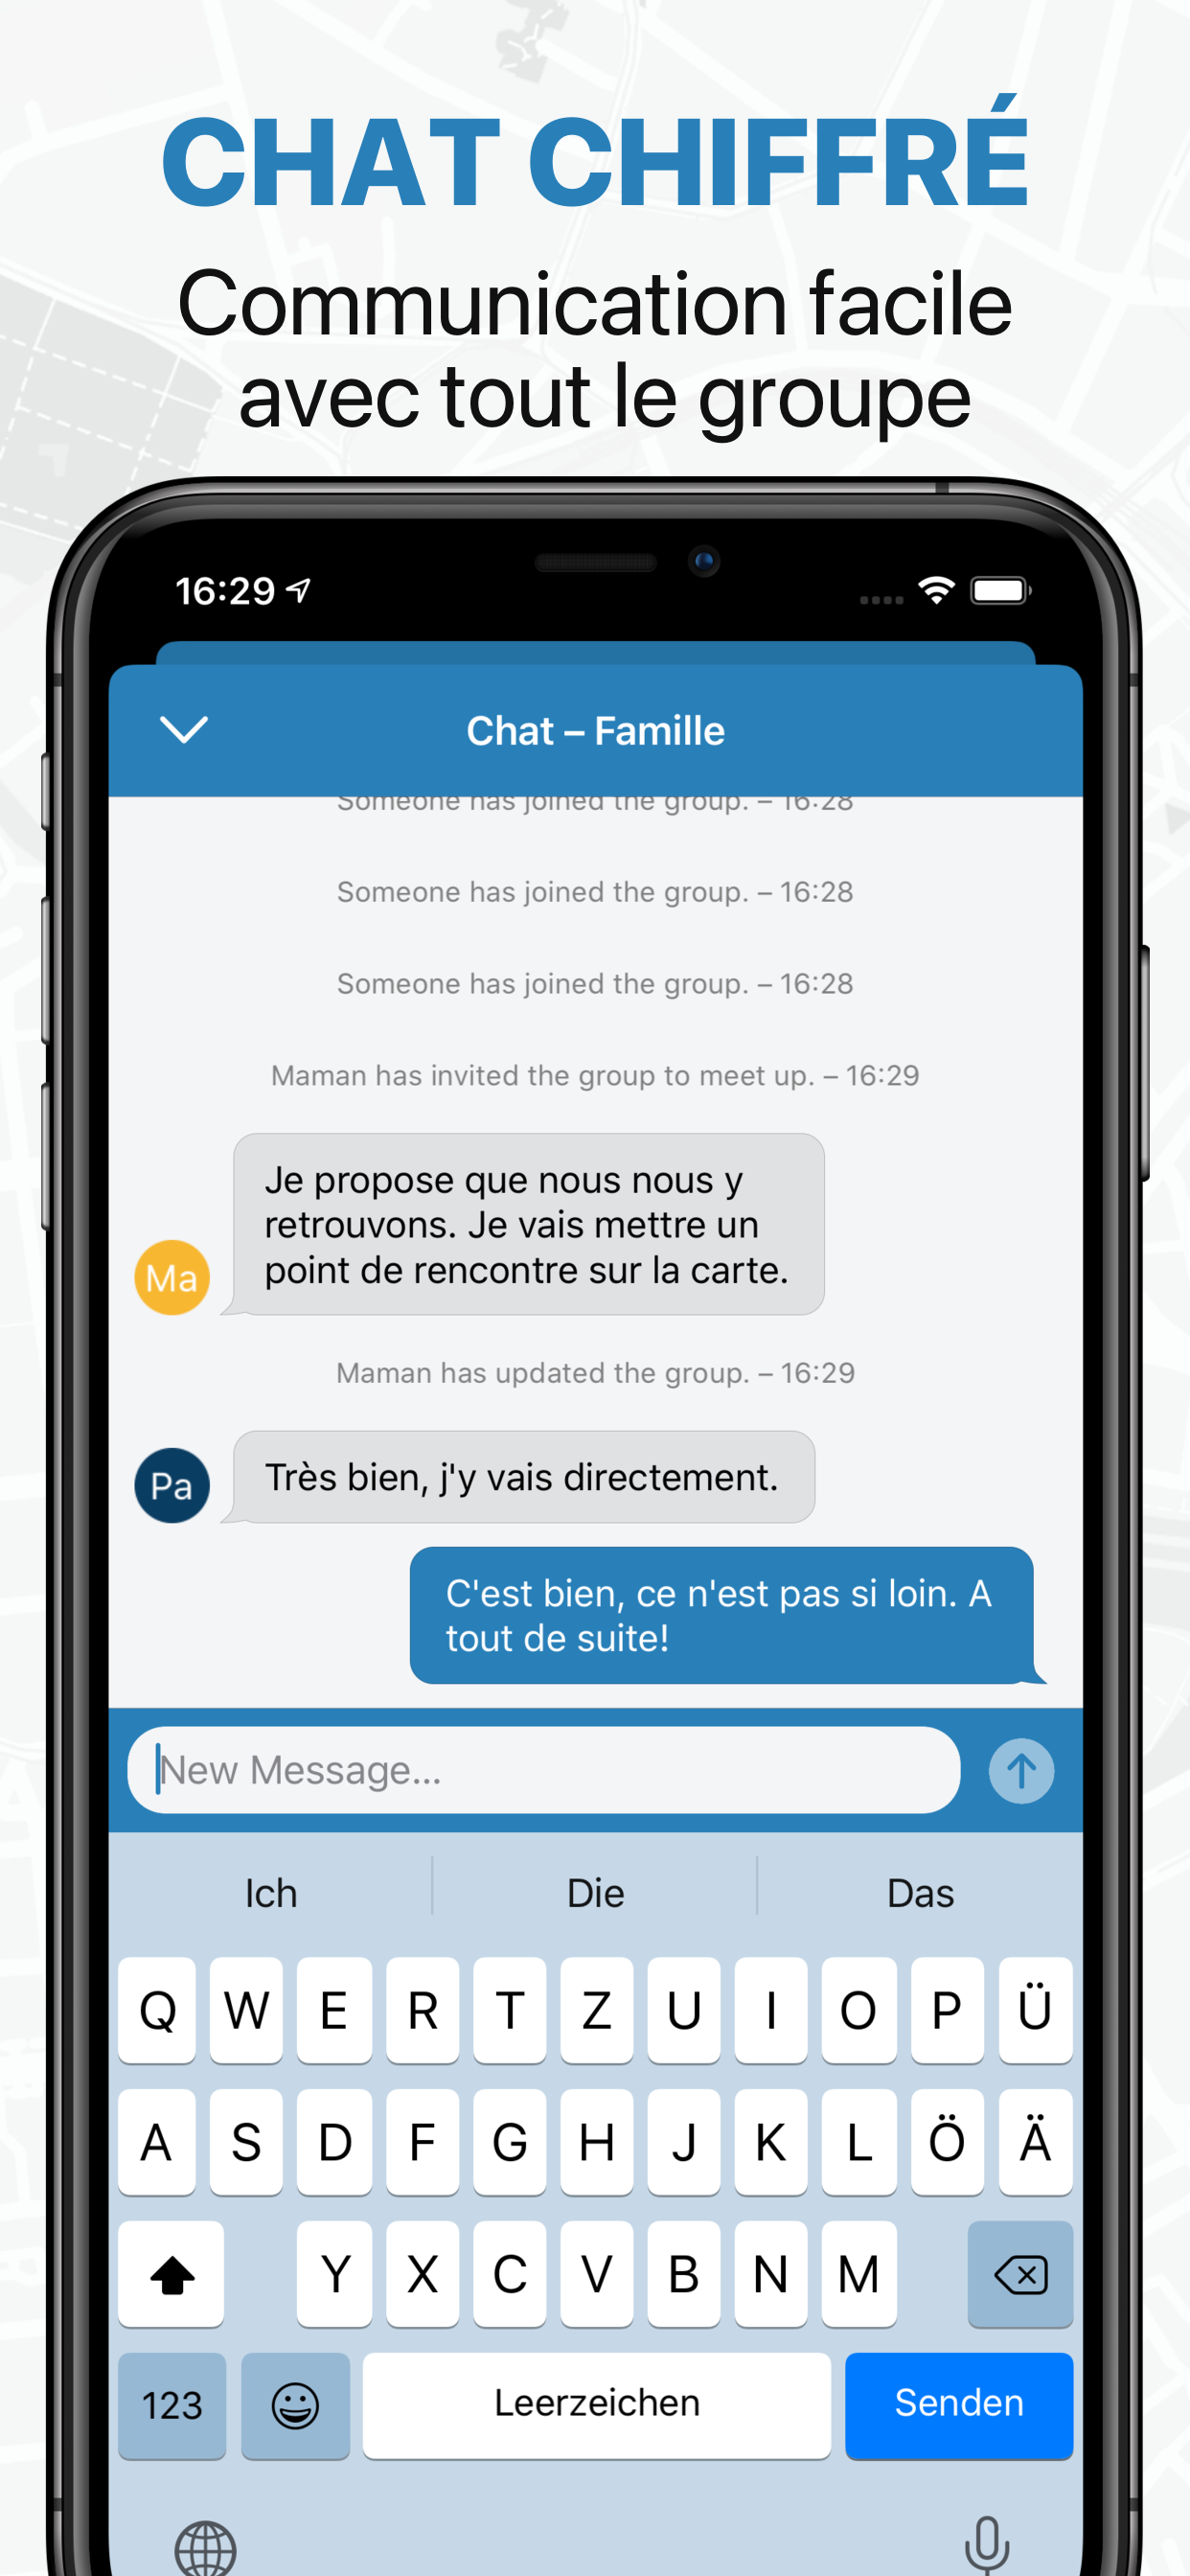 CHAT CHIFFRÉ
Communication facile
avec tout le groupe
16:29
Chat – Famille
Someone has joined the group. – 16:28
Someone has joined the group. – 16:28
Someone has joined the group. – 16:28
Maman has invited the group to meet up. – 16:29
Je propose que nous nous y
retrouvons. Je vais mettre un
point de rencontre sur la carte.
Ma
Maman has updated the group. – 16:29
Très bien, j'y vais directement.
Pa
C'est bien, ce n'est pas si loin. A
tout de suite!
New Message...
Ich Die Das
Q W E R T Z U I O P Ü
A S D F G H J K L Ö Ä
Y X C V B N M
123 Leerzeichen Senden